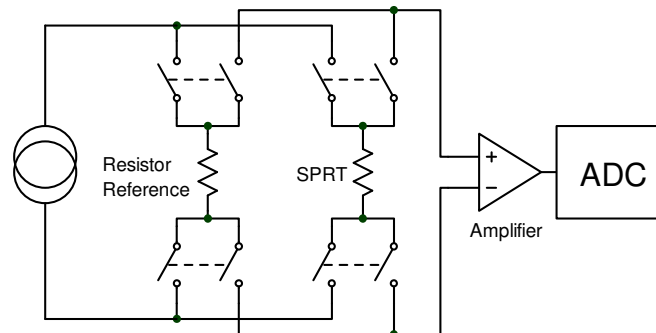 Resistor
Reference
SPRT
+
−
Amplifier
ADC